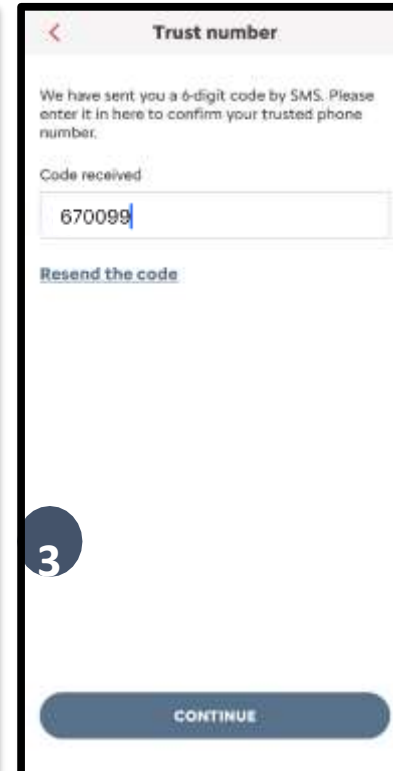 Trust number
We have sent you a 6-digit code by SMS. Please
enter it in here to confirm your trusted phone
number.
Code received
670099
Resend the code
3
CONTINUE